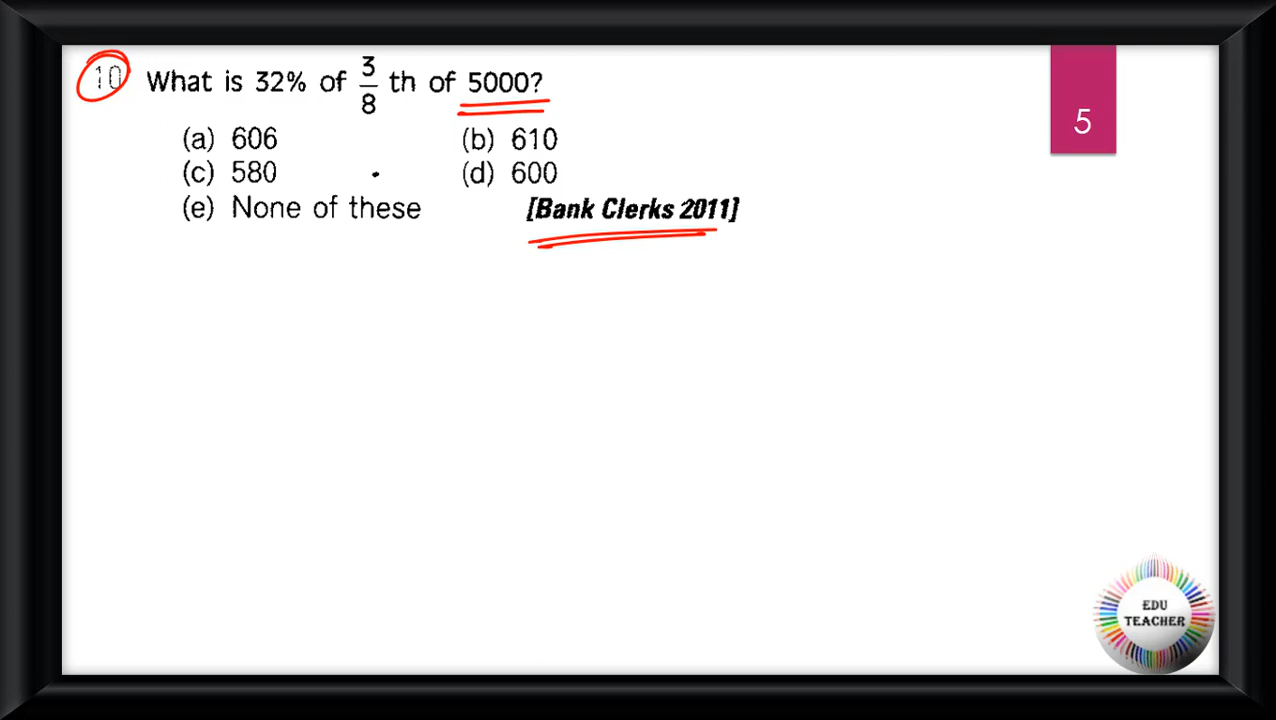 10 What is 32% of 3/8 th of 5000?
(a) 606 (b) 610
(c) 580 (d) 600
(e) None of these [Bank Clerks 2011]
5
EDU
TEACHER